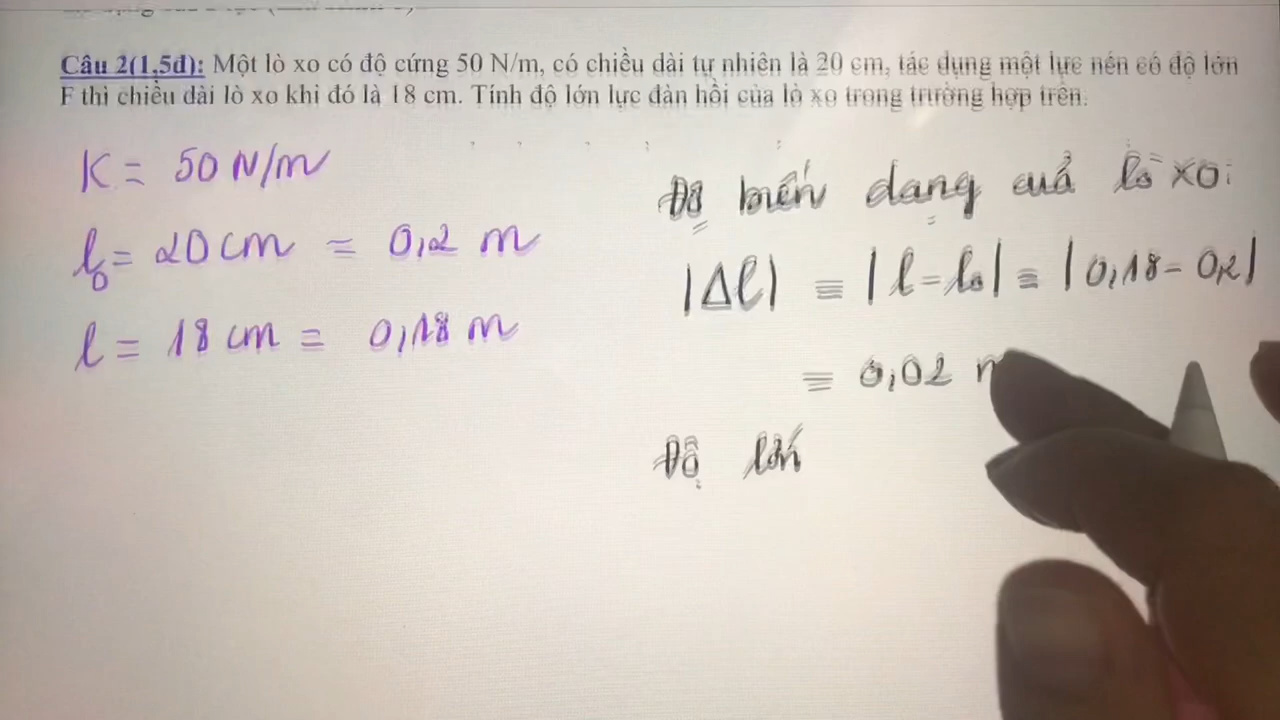 Câu 2(1,5đ): Một lò xo có độ cứng 50 N/m, có chiều dài tự nhiên là 20 cm, tác dụng một lực nén có độ lớn
F thì chiều dài lò xo khi đó là 18 cm. Tính độ lớn lực đàn hồi của lò xo trong trường hợp trên.
K = 50 N/m
l₀ = 20 cm = 0,2 m
l = 18 cm = 0,18 m
Độ biến dạng cuả lò xo:
|Δl| = |l - l₀| = |0,18 - 0,2|
= 0,02 m
Độ lớn